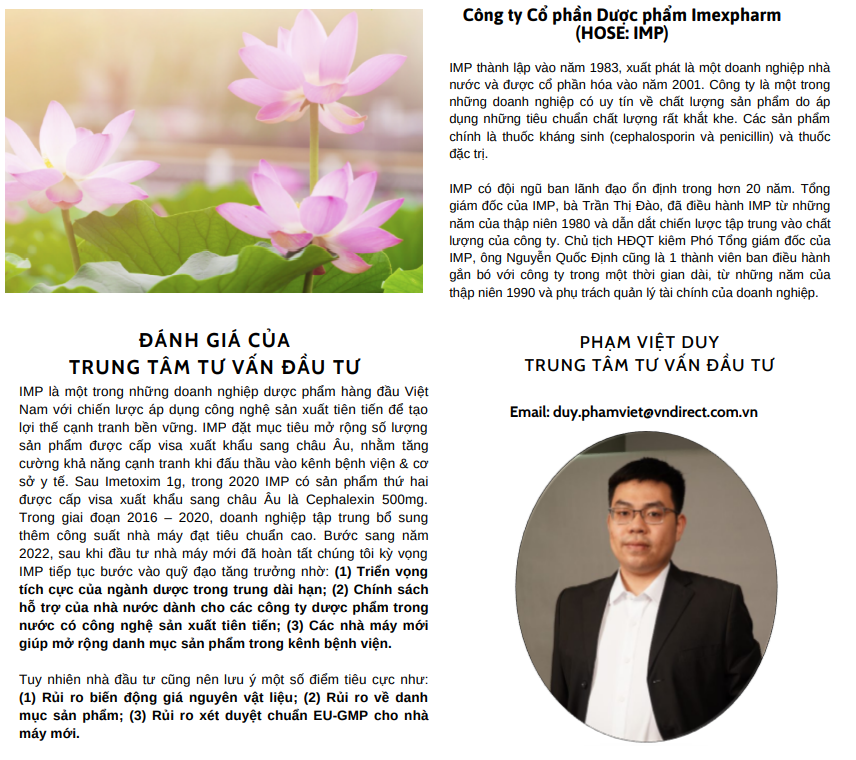 Công ty Cổ phần Dược phẩm Imexpharm
(HOSE: IMP)
IMP thành lập vào năm 1983, xuất phát là một doanh nghiệp nhà
nước và được cổ phần hóa vào năm 2001. Công ty là một trong
những doanh nghiệp có uy tín về chất lượng sản phẩm do áp
dụng những tiêu chuẩn chất lượng rất khắt khe. Các sản phẩm
chính là thuốc kháng sinh (cephalosporin và penicillin) và thuốc
đặc trị.
IMP có đội ngũ ban lãnh đạo ổn định trong hơn 20 năm. Tổng
giám đốc của IMP, bà Trần Thị Đào, đã điều hành IMP từ những
năm của thập niên 1980 và dẫn dắt chiến lược tập trung vào chất
lượng của công ty. Chủ tịch HĐQT kiêm Phó Tổng giám đốc của
IMP, ông Nguyễn Quốc Định cũng là 1 thành viên ban điều hành
gắn bó với công ty trong một thời gian dài, từ những năm của
thập niên 1990 và phụ trách quản lý tài chính của doanh nghiệp.
ĐÁNH GIÁ CỦA
TRUNG TÂM TƯ VẤN ĐẦU TƯ
IMP là một trong những doanh nghiệp dược phẩm hàng đầu Việt
Nam với chiến lược áp dụng công nghệ sản xuất tiên tiến để tạo
lợi thế cạnh tranh bền vững. IMP đặt mục tiêu mở rộng số lượng
sản phẩm được cấp visa xuất khẩu sang châu Âu, nhằm tăng
cường khả năng cạnh tranh khi đấu thầu vào kênh bệnh viện & cơ
sở y tế. Sau Imetoxim 1g, trong 2020 IMP có sản phẩm thứ hai
được cấp visa xuất khẩu sang châu Âu là Cephalexin 500mg.
Trong giai đoạn 2016 – 2020, doanh nghiệp tập trung bổ sung
thêm công suất nhà máy đạt tiêu chuẩn cao. Bước sang năm
2022, sau khi đầu tư nhà máy mới đã hoàn tất chúng tôi kỳ vọng
IMP tiếp tục bước vào quỹ đạo tăng trưởng nhờ: (1) Triển vọng
tích cực của ngành dược trong trung dài hạn; (2) Chính sách
hỗ trợ của nhà nước dành cho các công ty dược phẩm trong
nước có công nghệ sản xuất tiên tiến; (3) Các nhà máy mới
giúp mở rộng danh mục sản phẩm trong kênh bệnh viện.
Tuy nhiên nhà đầu tư cũng nên lưu ý một số điểm tiêu cực như:
(1) Rủi ro biến động giá nguyên vật liệu; (2) Rủi ro về danh
mục sản phẩm; (3) Rủi ro xét duyệt chuẩn EU-GMP cho nhà
máy mới.
PHẠM VIỆT DUY
TRUNG TÂM TƯ VẤN ĐẦU TƯ
Email: duy.phamviet@vndirect.com.vn